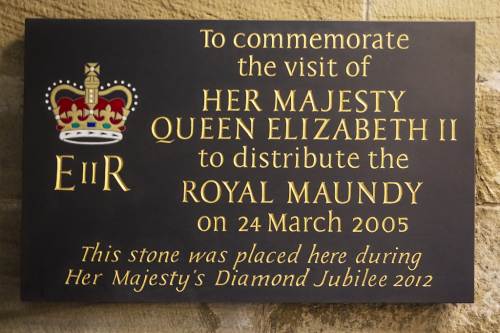 To commemorate
the visit of
HER MAJESTY
QUEEN ELIZABETH II
to distribute the
ROYAL MAUNDY
on 24 March 2005
EIIR
This stone was placed here during
Her Majesty's Diamond Jubilee 2012